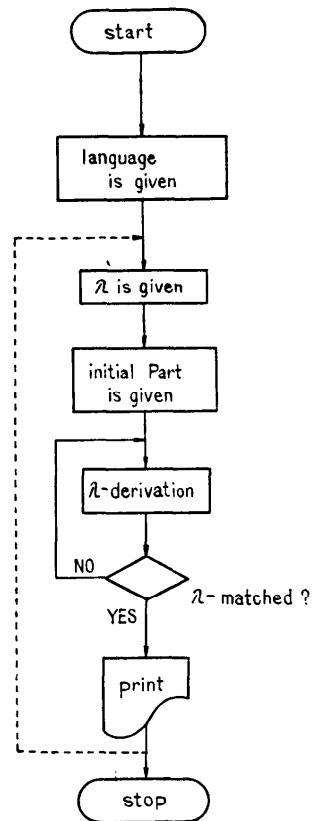 start
language
is given
λ is given
initial Part
is given
λ-derivation
NO
λ- matched ?
YES
print
stop